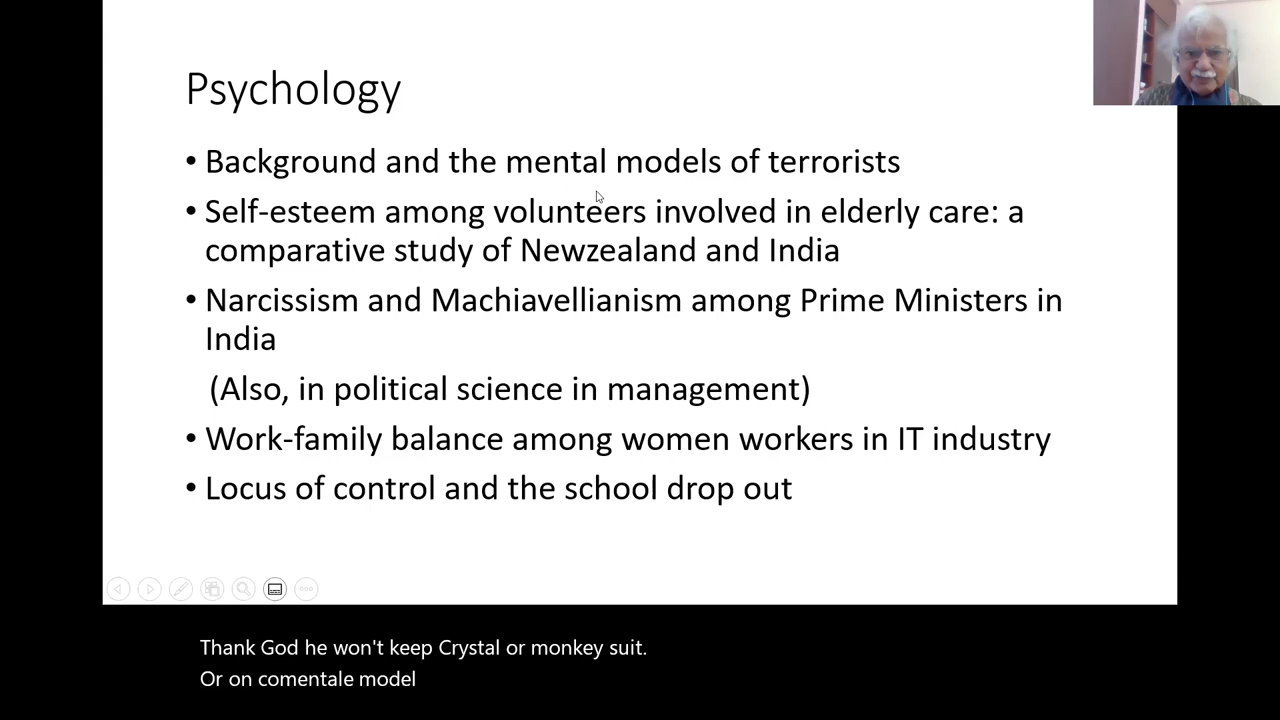 Psychology
• Background and the mental models of terrorists
• Self-esteem among volunteers involved in elderly care: a
comparative study of Newzealand and India
• Narcissism and Machiavellianism among Prime Ministers in
India
(Also, in political science in management)
• Work-family balance among women workers in IT industry
• Locus of control and the school drop out
Thank God he won't keep Crystal or monkey suit.
Or on comentale model